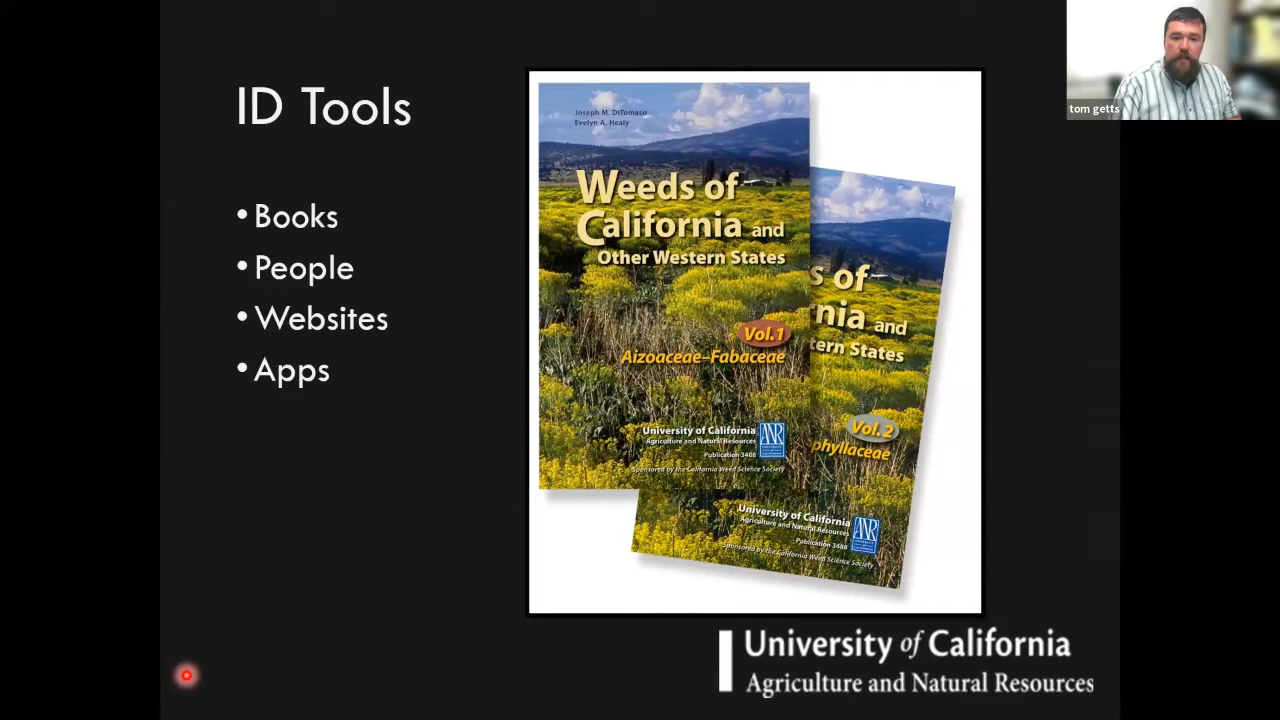 ID Tools
• Books
• People
• Websites
• Apps
Joseph M. DiTomaso
Evelyn A. Healy
Weeds of
California and
Other Western States
Vol.1
Aizoaceae–Fabaceae
University of California
Agriculture and Natural Resources
Publication 3488
Sponsored by the California Weed Science Society
ANR
s of
rnia and
tern States
Vol.2
phyllaceae
University of California
Agriculture and Natural Resources
Publication 3488
Sponsored by the California Weed Science Society
ANR
University of California
Agriculture and Natural Resources
tom getts